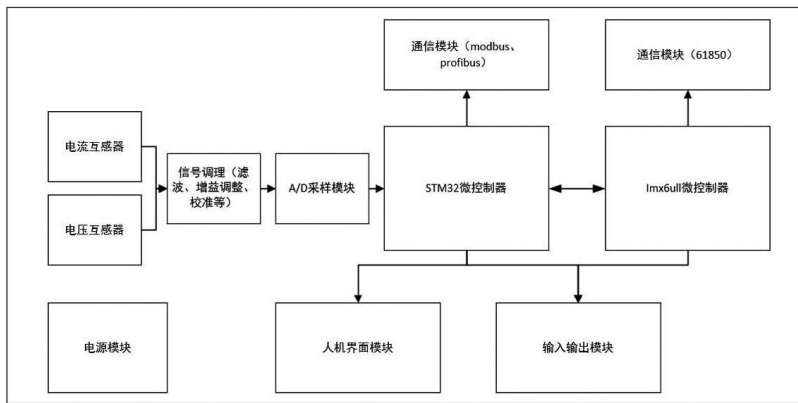 通信模块（modbus、
profibus）
通信模块（61850）
电流互感器
电压互感器
信号调理（滤
波、增益调整、
校准等）
A/D采样模块
STM32微控制器
Imx6ull微控制器
电源模块
人机界面模块
输入输出模块